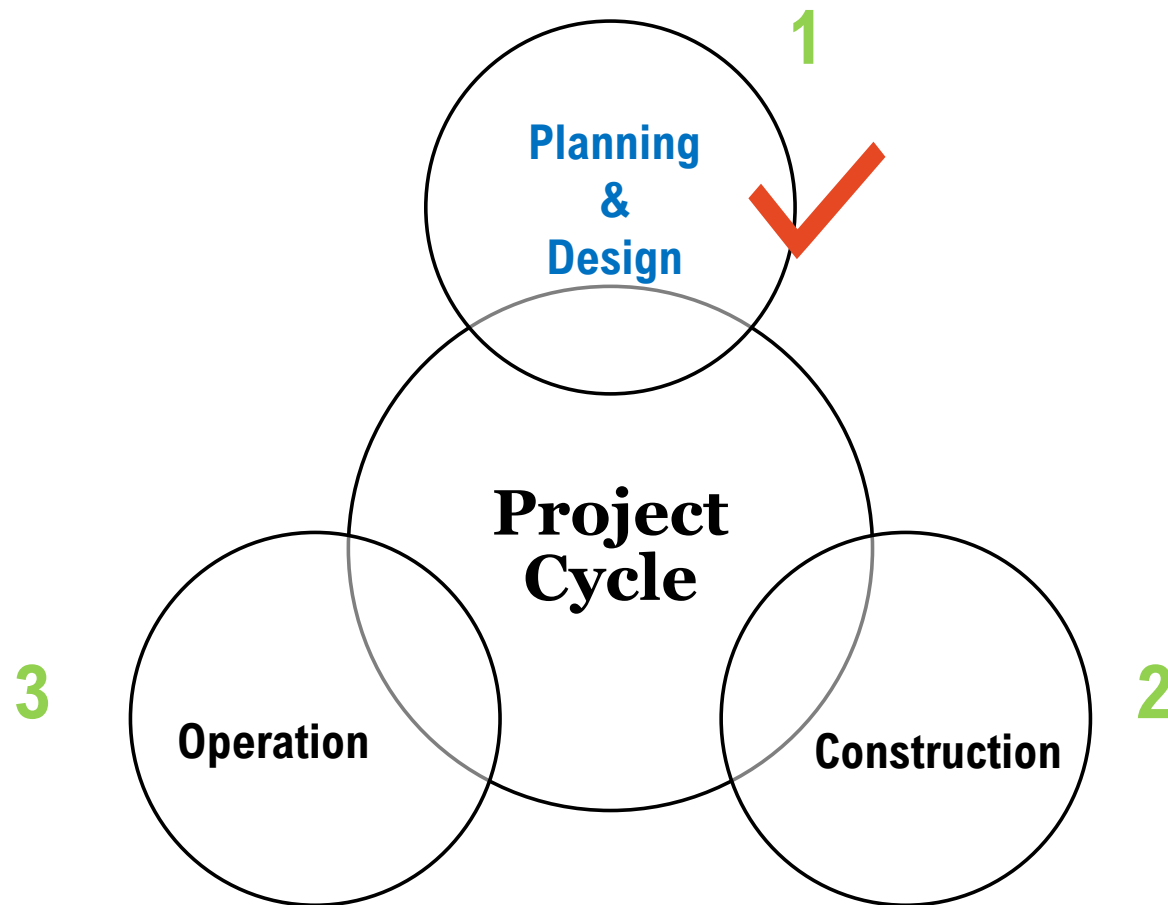 1
Planning
&
Design
Project
Cycle
3
Operation
2
Construction